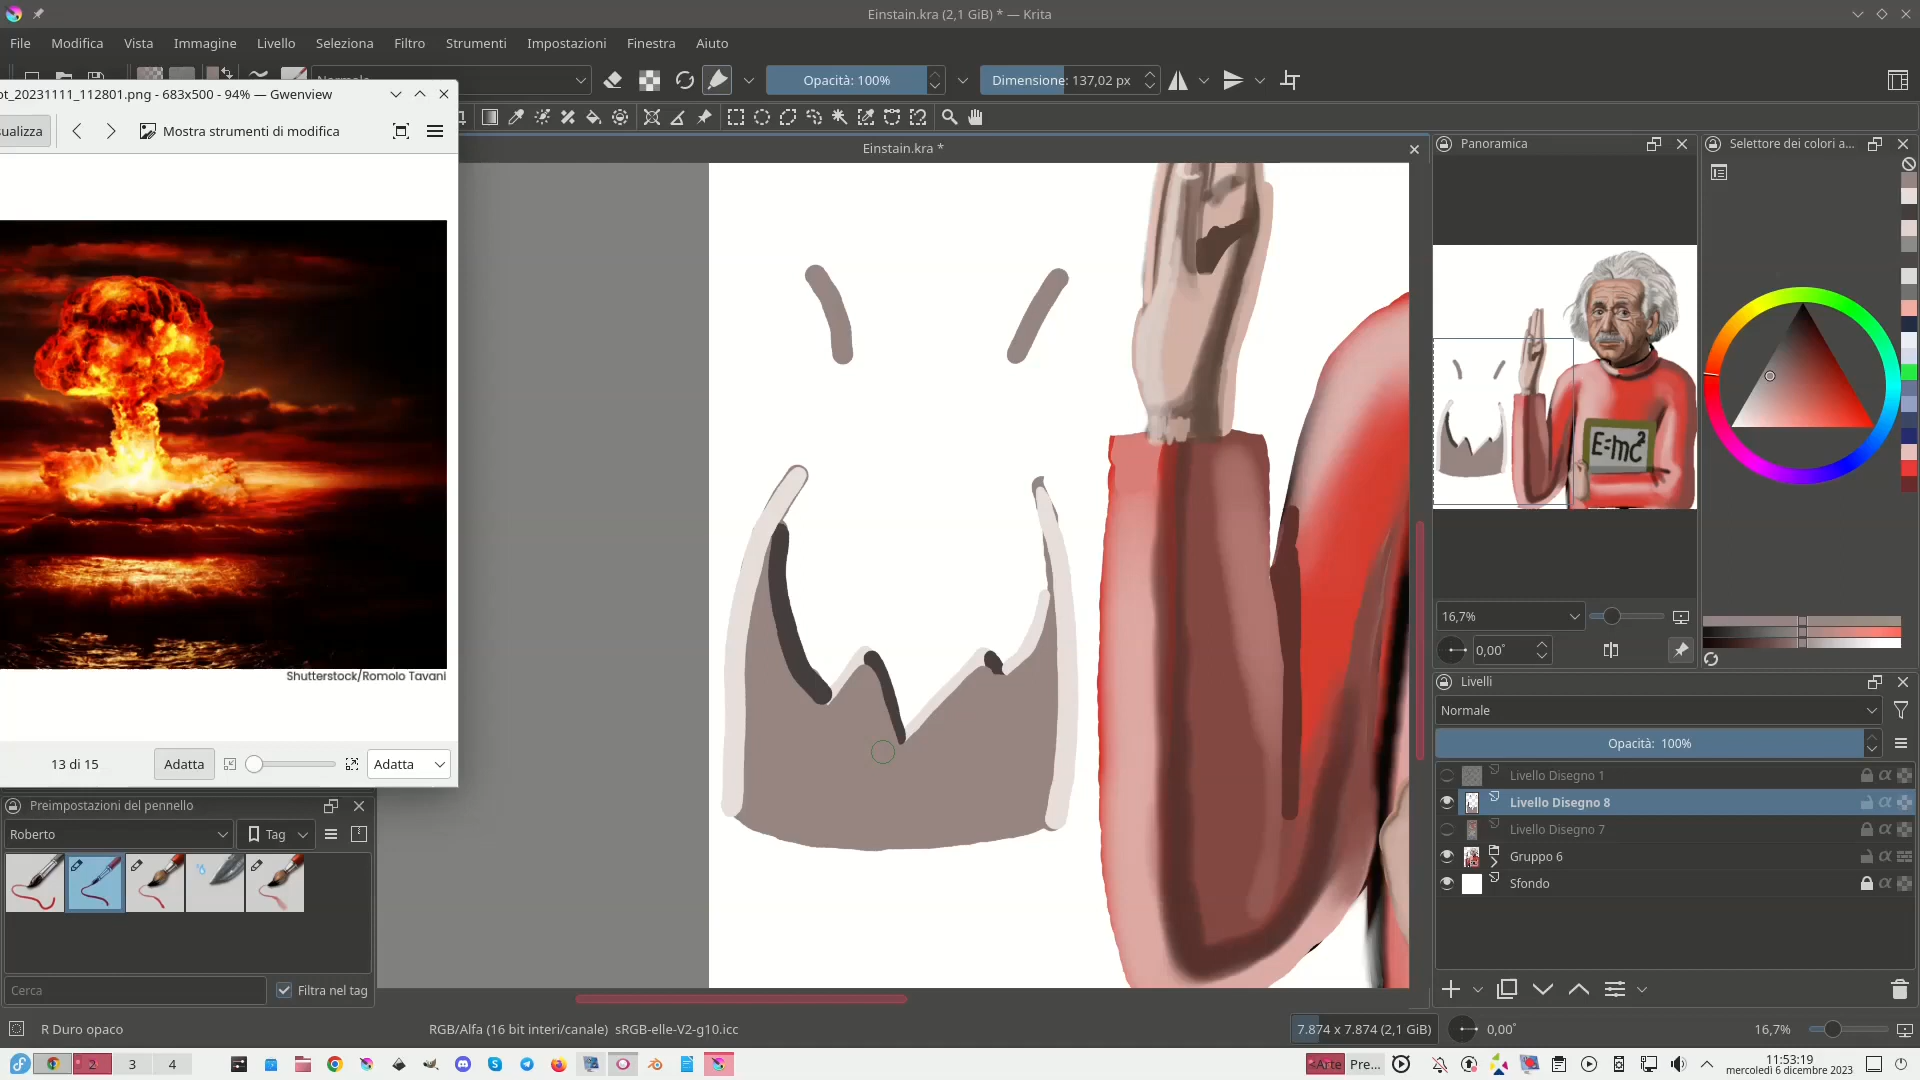 Einstain.kra (2,1 GiB) * — Krita
File Modifica Vista Immagine Livello Seleziona Filtro Strumenti Impostazioni Finestra Aiuto
Opacità: 100%
Dimensione: 137,02 px
ot_20231111_112801.png - 683x500 - 94% — Gwenview
Mostra strumenti di modifica
Einstain.kra *
Panoramica
Selettore dei colori a...
E=mc²
Shutterstock/Romolo Tavani
13 di 15
Adatta
Adatta
16,7%
0,00°
Livelli
Normale
Opacità: 100%
Livello Disegno 1
Livello Disegno 8
Livello Disegno 7
Gruppo 6
Sfondo
Preimpostazioni del pennello
Roberto
Tag
Cerca
Filtra nel tag
R Duro opaco
RGB/Alfa (16 bit interi/canale) sRGB-elle-V2-g10.icc
7.874 x 7.874 (2,1 GiB)
0,00°
16,7%
2 3 4
Arte
Pre...
11:53:19
mercoledì 6 dicembre 2023